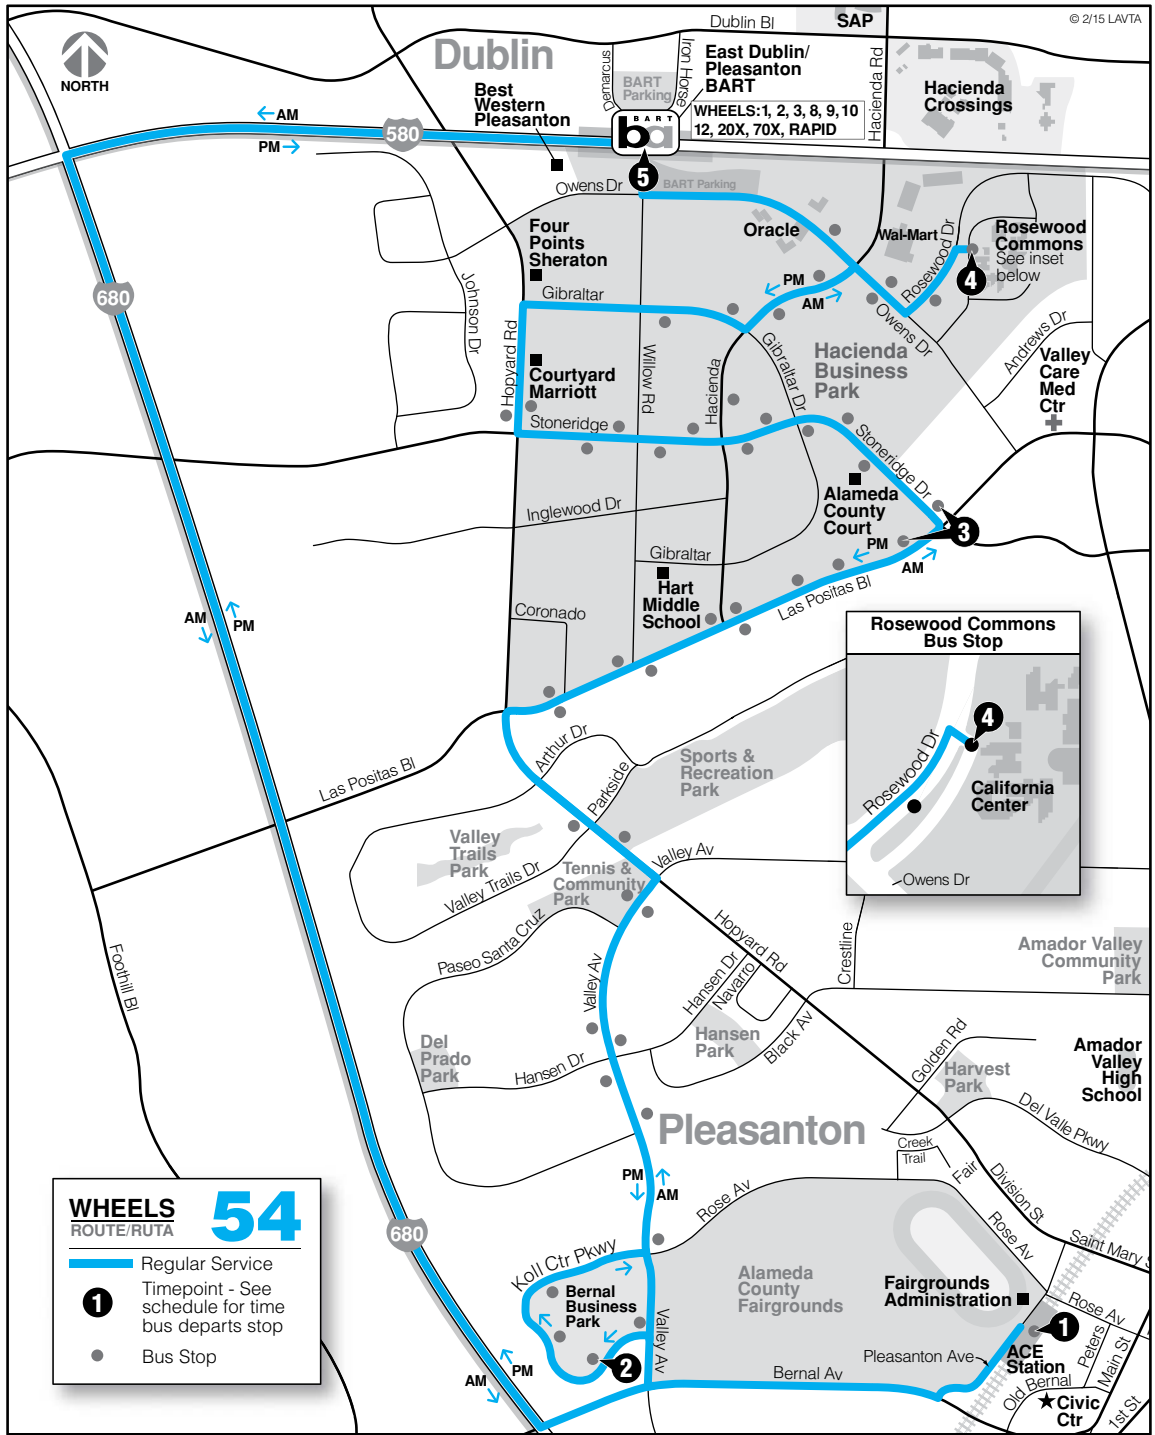 Dublin Bl
SAP
© 2/15 LAVTA
NORTH
Dublin
Demarcus
Iron Horse
East Dublin/
Pleasanton
BART
Hacienda Rd
BART
Parking
Hacienda
Crossings
Best
Western
Pleasanton
WHEELS:1, 2, 3, 8, 9, 10
12, 20X, 70X, RAPID
AM
580
BART
ba
PM
5
Owens Dr
BART Parking
Four
Points
Sheraton
Oracle
Wal-Mart
Rosewood Dr
Rosewood
Commons
See inset
below
4
Johnson Dr
680
Gibraltar
PM
AM
Owens Dr
Andrews Dr
Hopyard Rd
Courtyard
Marriott
Willow Rd
Hacienda
Gibraltar Dr
Hacienda
Business
Park
Valley
Care
Med
Ctr
Stoneridge
Stoneridge Dr
Inglewood Dr
Alameda
County
Court
3
PM
AM
Gibraltar
Hart
Middle
School
Las Positas Bl
Coronado
AM
PM
Rosewood Commons
Bus Stop
4
Rosewood Dr
California
Center
Owens Dr
Arthur Dr
Las Positas Bl
Parkside
Sports &
Recreation
Park
Valley
Trails
Park
Valley Trails Dr
Tennis &
Community
Park
Valley Av
Paseo Santa Cruz
Hopyard Rd
Crestline
Amador Valley
Community
Park
Foothill Bl
Valley Av
Hansen Dr
Navarro
Hansen
Park
Black Av
Del
Prado
Park
Hansen Dr
Golden Rd
Harvest
Park
Amador
Valley
High
School
Del Valle Pkwy
Pleasanton
Creek
Trail
Fair
Division St
PM
AM
Rose Av
Rose Av
Saint Mary S
WHEELS
ROUTE/RUTA
54
Regular Service
1
Timepoint - See
schedule for time
bus departs stop
Bus Stop
680
Koll Ctr Pkwy
Bernal
Business
Park
Alameda
County
Fairgrounds
Fairgrounds
Administration
Rose Av
1
ACE
Station
Peters
Main St
Pleasanton Ave
Valley Av
2
Bernal Av
Old Bernal
Civic
Ctr
1st St
AM
PM